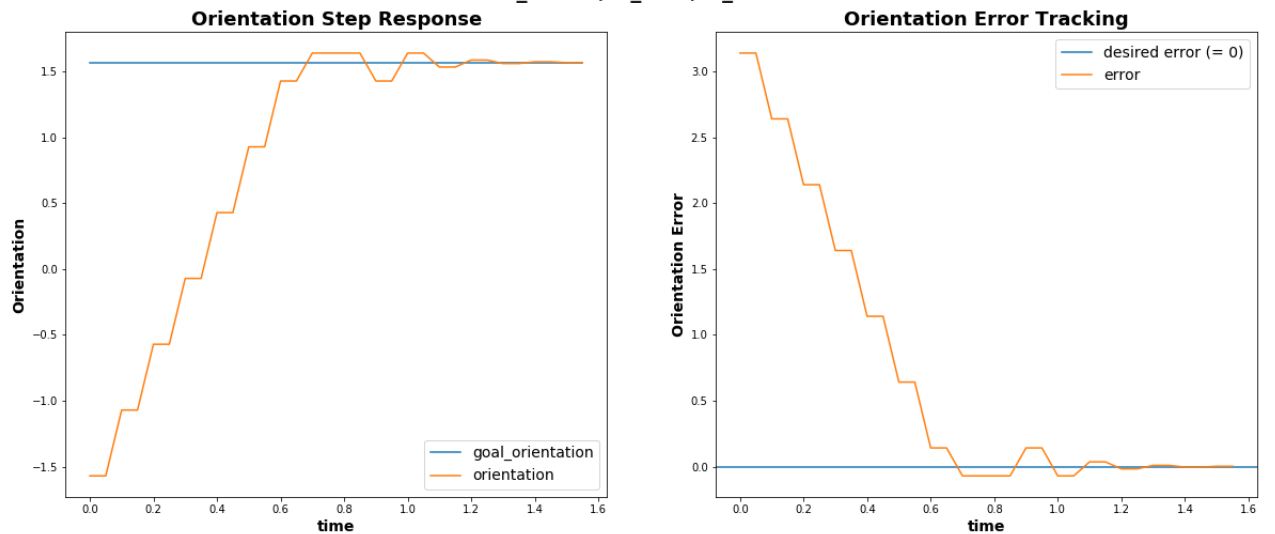 Orientation Step Response
Orientation
1.5
1.0
0.5
0.0
−0.5
−1.0
−1.5
goal_orientation
orientation
0.0 0.2 0.4 0.6 0.8 1.0 1.2 1.4 1.6
time
Orientation Error Tracking
Orientation Error
3.0
2.5
2.0
1.5
1.0
0.5
0.0
desired error (= 0)
error
0.0 0.2 0.4 0.6 0.8 1.0 1.2 1.4 1.6
time